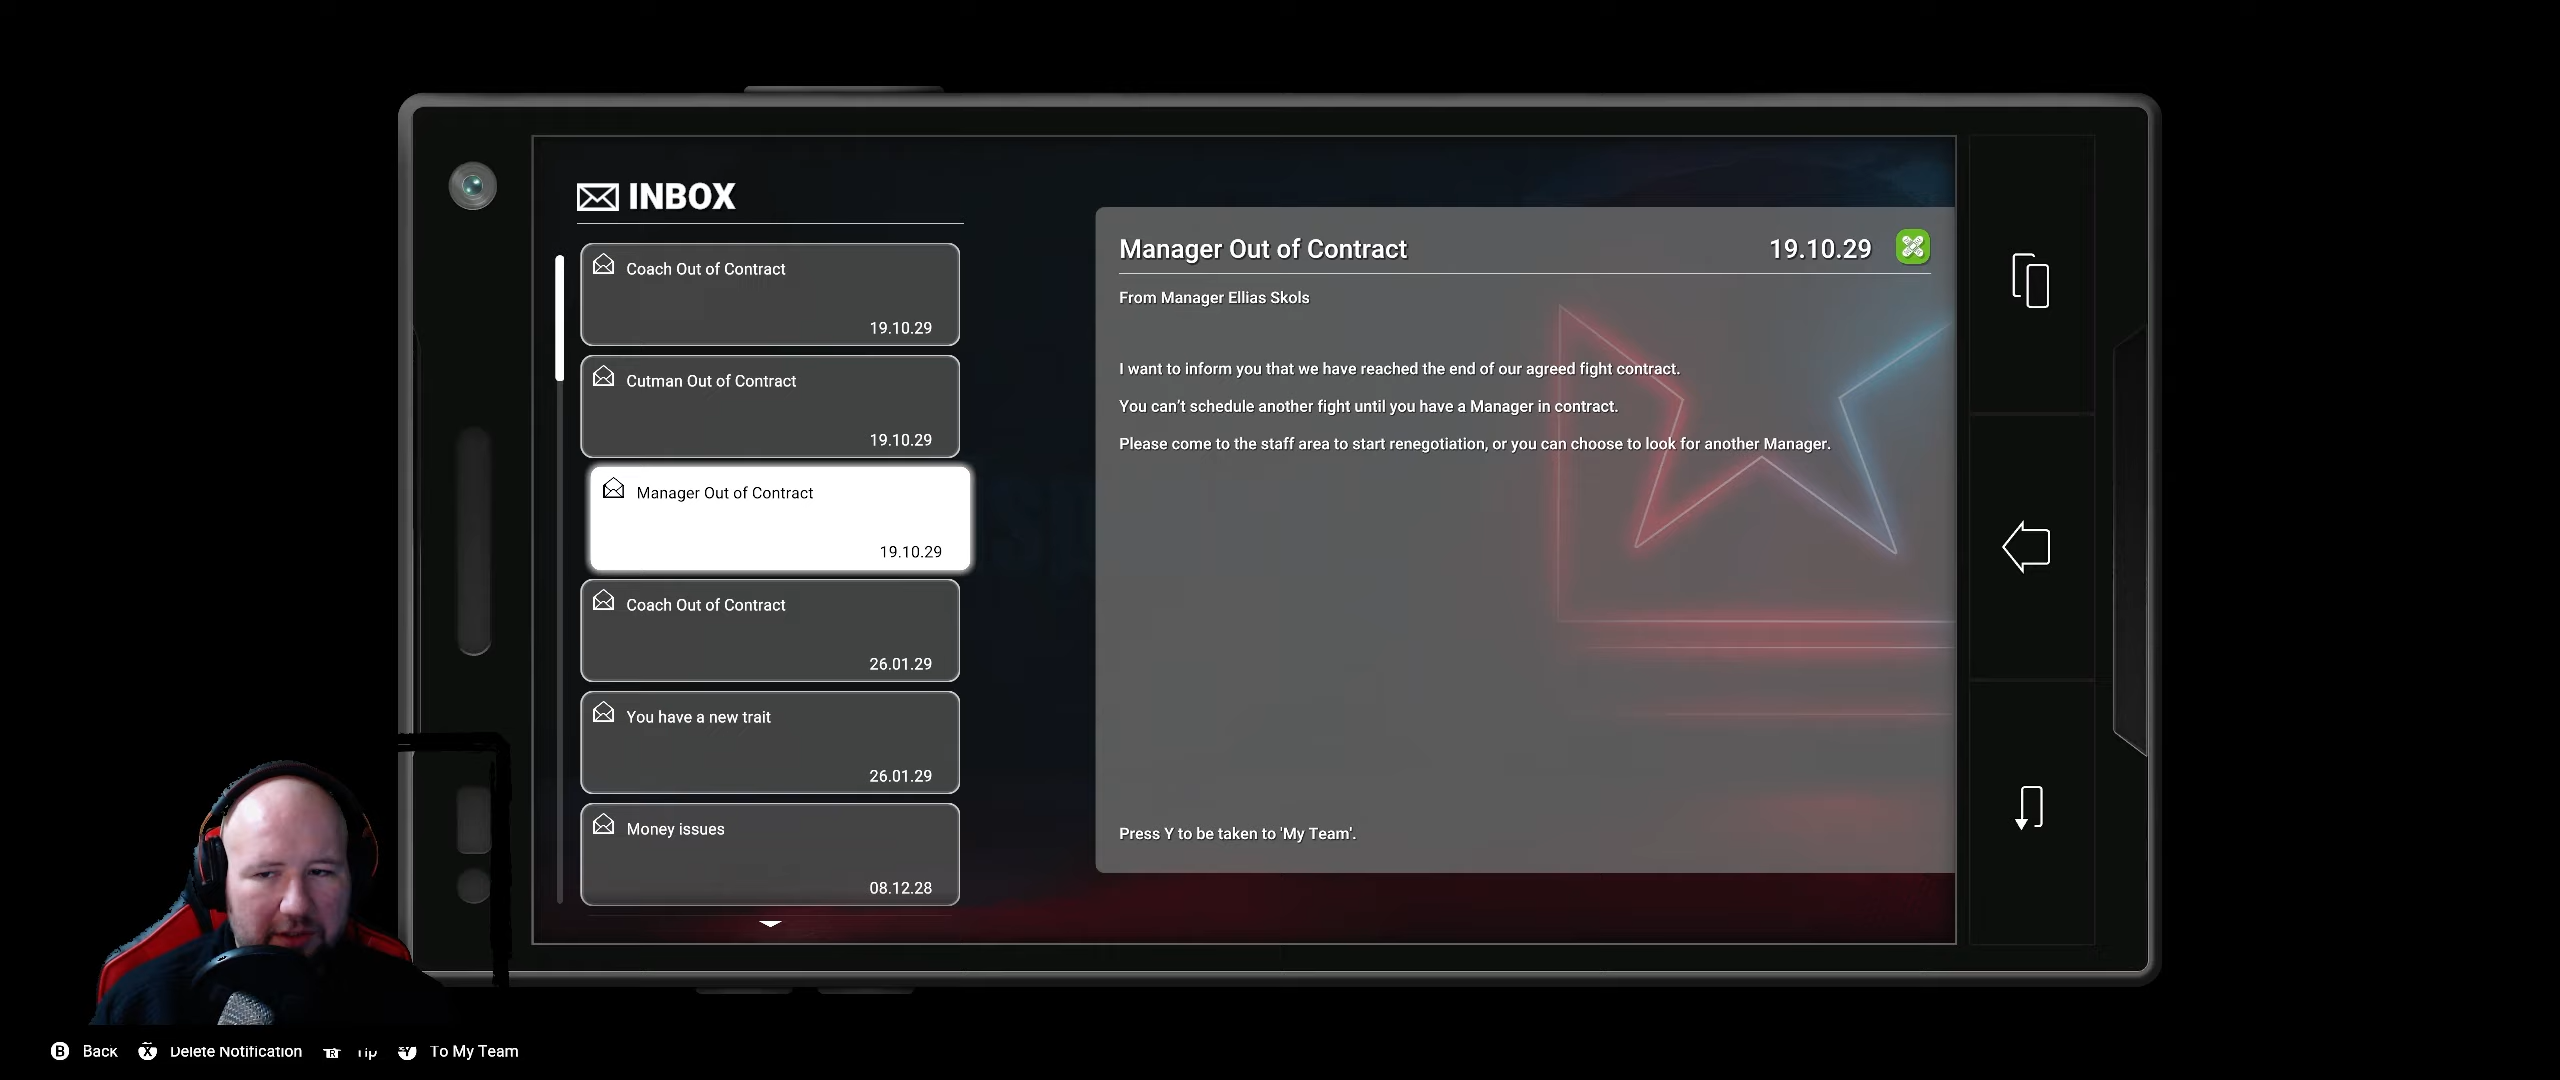 INBOX
Coach Out of Contract
19.10.29
Cutman Out of Contract
19.10.29
Manager Out of Contract
19.10.29
Coach Out of Contract
26.01.29
You have a new trait
26.01.29
Money issues
08.12.28
Manager Out of Contract
19.10.29
From Manager Ellias Skols
I want to inform you that we have reached the end of our agreed fight contract.
You can't schedule another fight until you have a Manager in contract.
Please come to the staff area to start renegotiation, or you can choose to look for another Manager.
Press Y to be taken to 'My Team'.
B Back X Delete Notification Tip Y To My Team